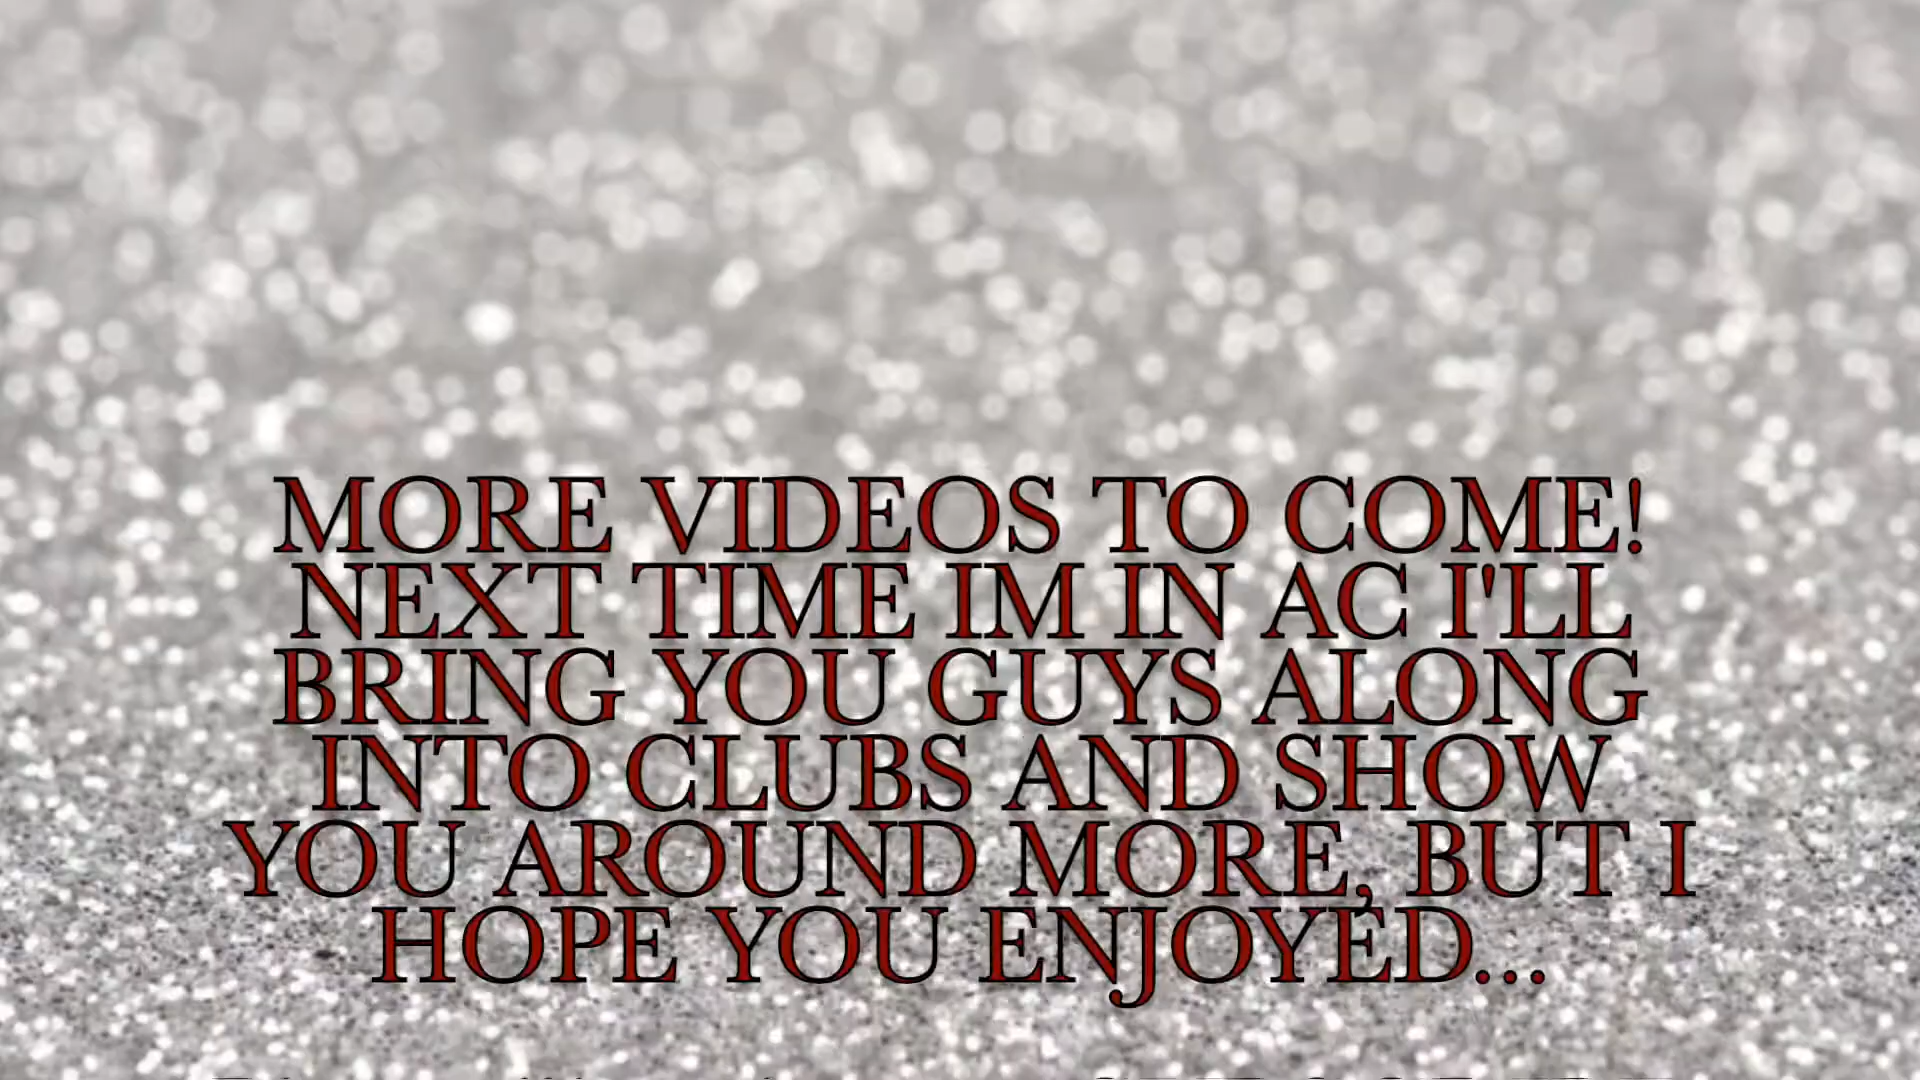 MORE VIDEOS TO COME!
NEXT TIME IM IN AC I'LL
BRING YOU GUYS ALONG
INTO CLUBS AND SHOW
YOU AROUND MORE, BUT I
HOPE YOU ENJOYED...